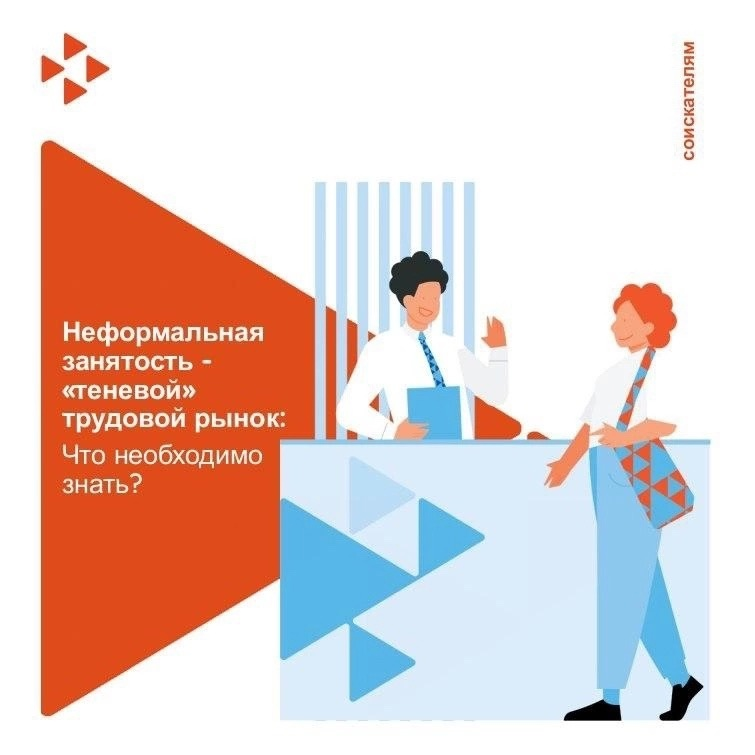 соискателям
Неформальная
занятость -
«теневой»
трудовой рынок:
Что необходимо
знать?